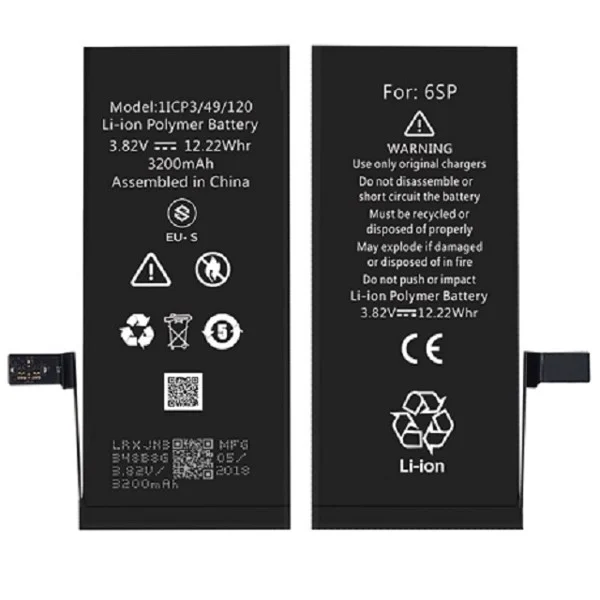 Model:1ICP3/49/120
Li-ion Polymer Battery
3.82V⎓12.22Whr
3200mAh
Assembled in China
S
EU- S
5
LRXJN3 MFG
B48B8G 05/
3.82V/ 2018
3200mAh
For: 6SP
WARNING
Use only original chargers
Do not disassemble or
short circuit the battery
Must be recycled or
disposed of properly
May explode if damaged
or disposed of in fire
Do not push or impact
Li-ion Polymer Battery
3.82V⎓12.22Whr
CE
Li-ion